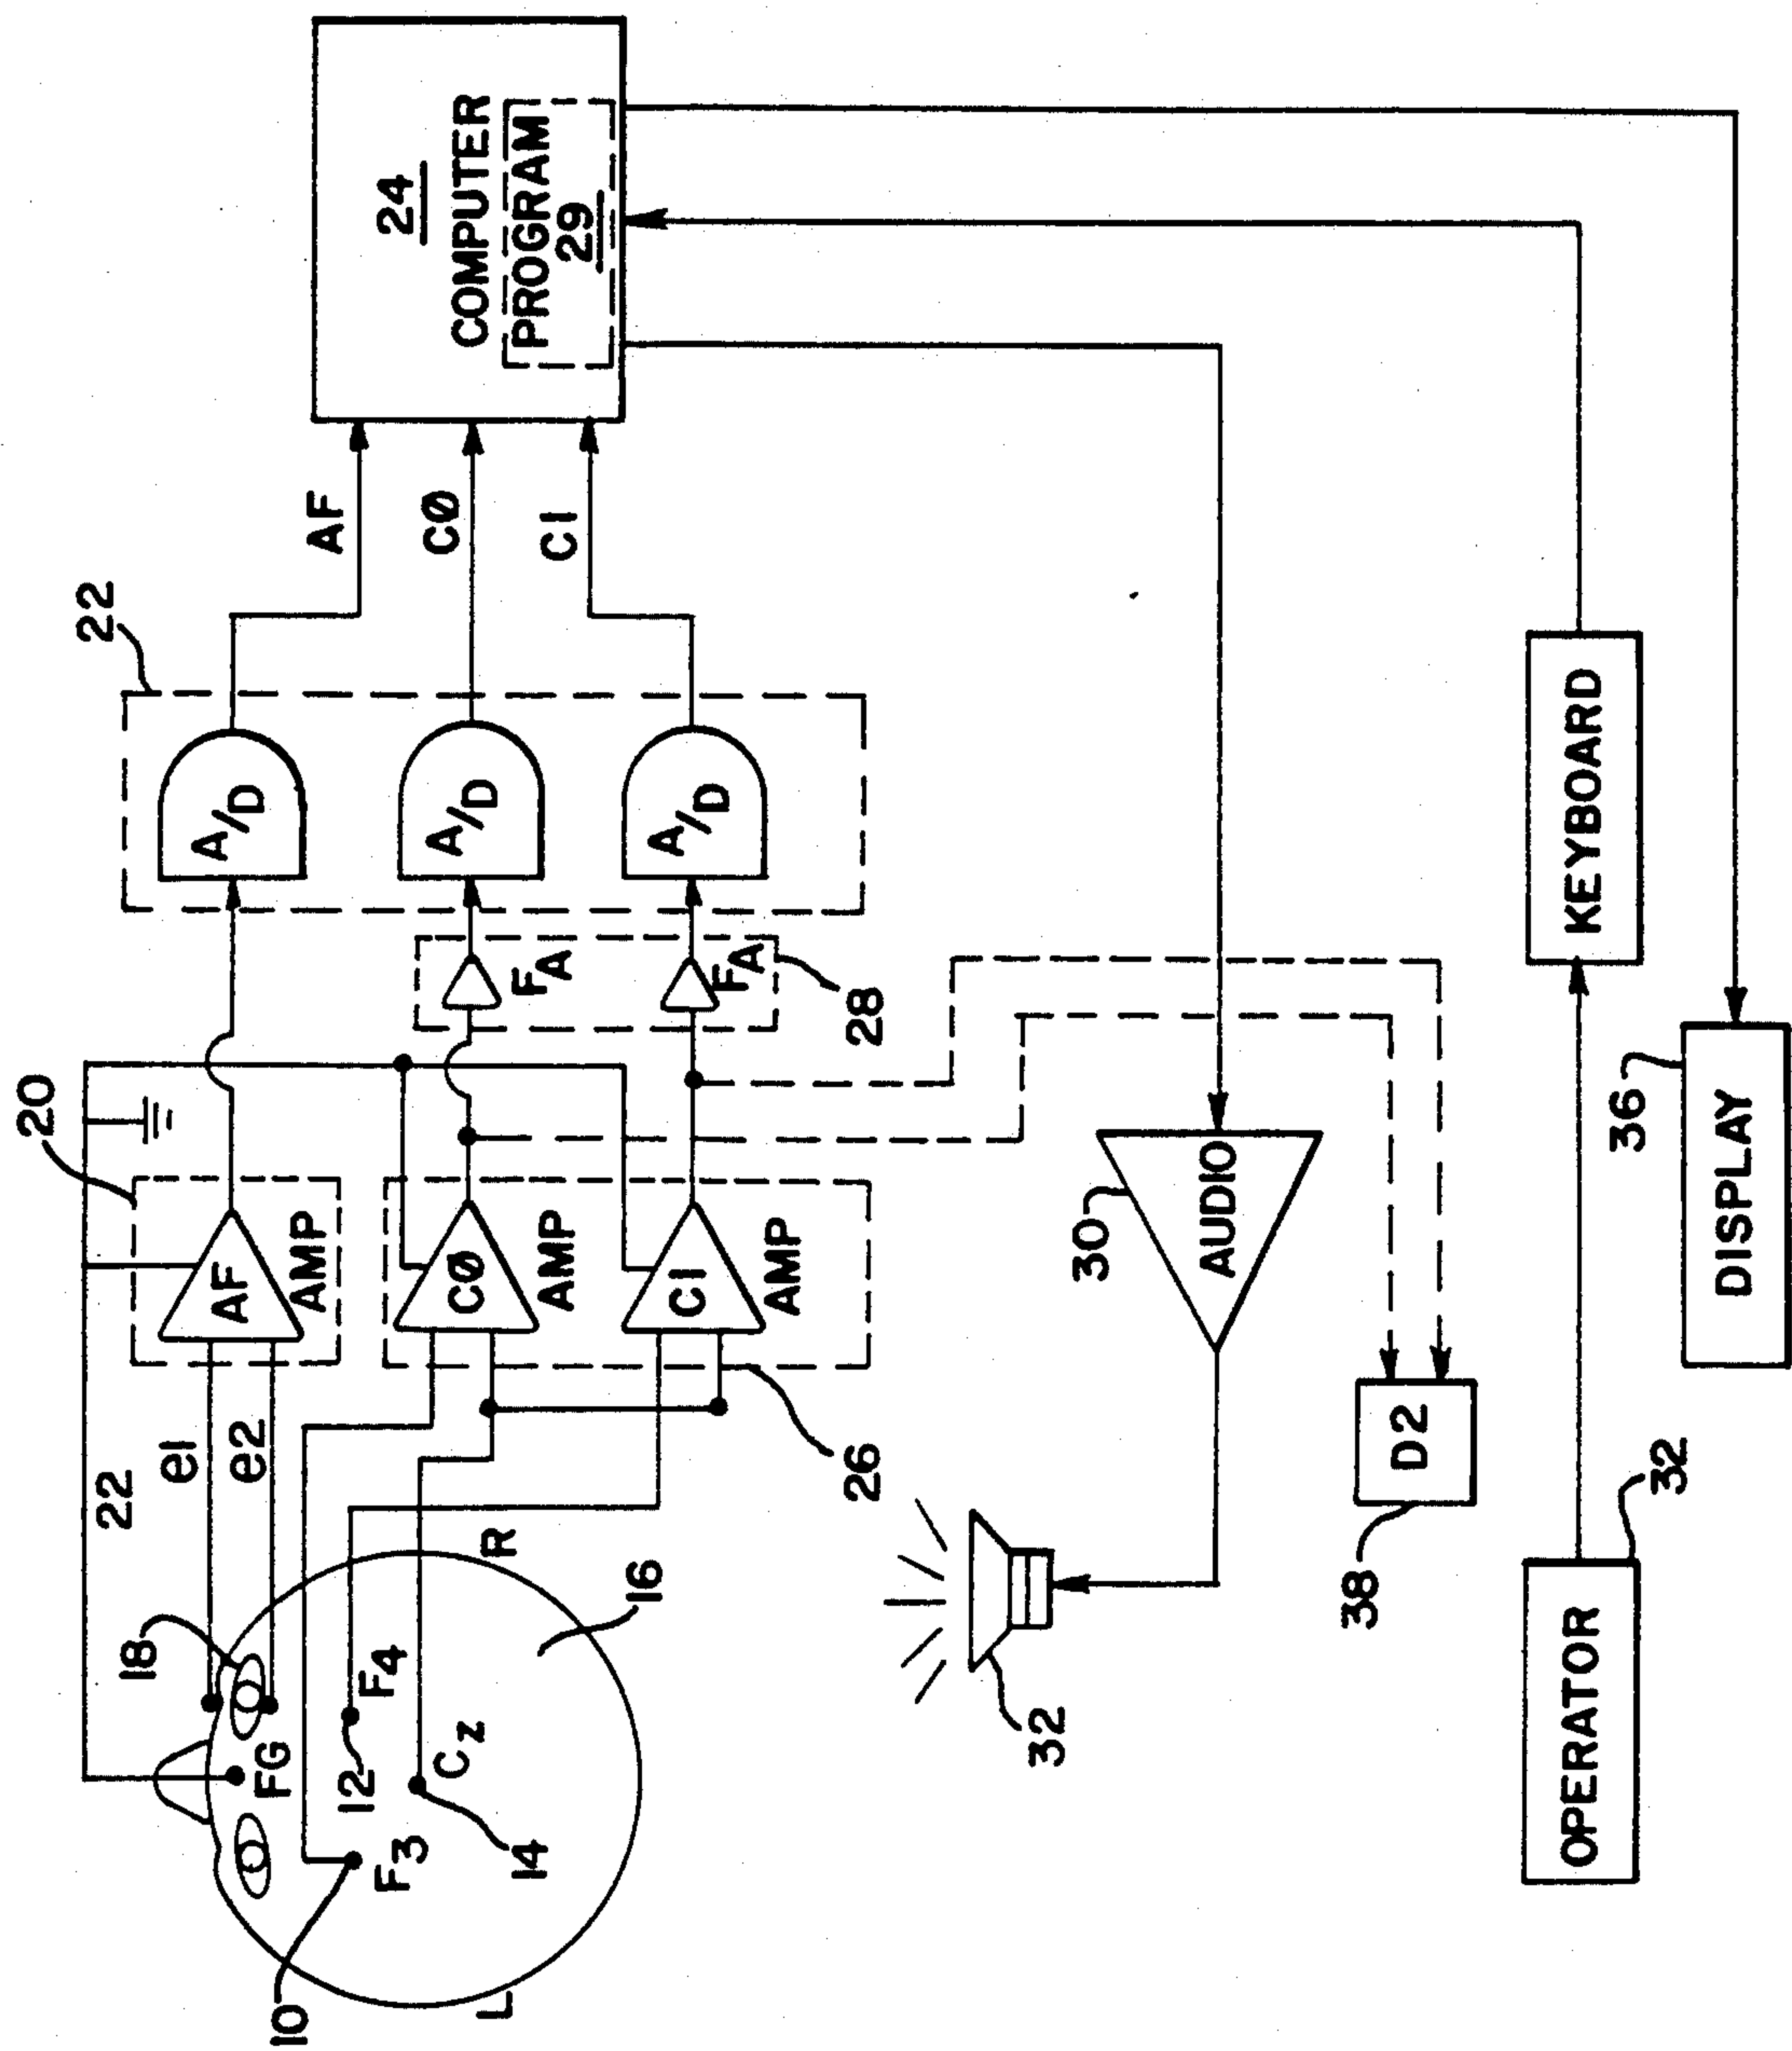 24
COMPUTER
PROGRAM
29
AF
CØ
C1
22
A/D
A/D
A/D
FA
FA
28
20
AF
AMP
CØ
AMP
C1
AMP
26
22
e1
e2
18
FG
F4
12
F3
10
Cz
14
R
L
16
30
AUDIO
32
D2
38
KEYBOARD
OPERATOR
32
36
DISPLAY